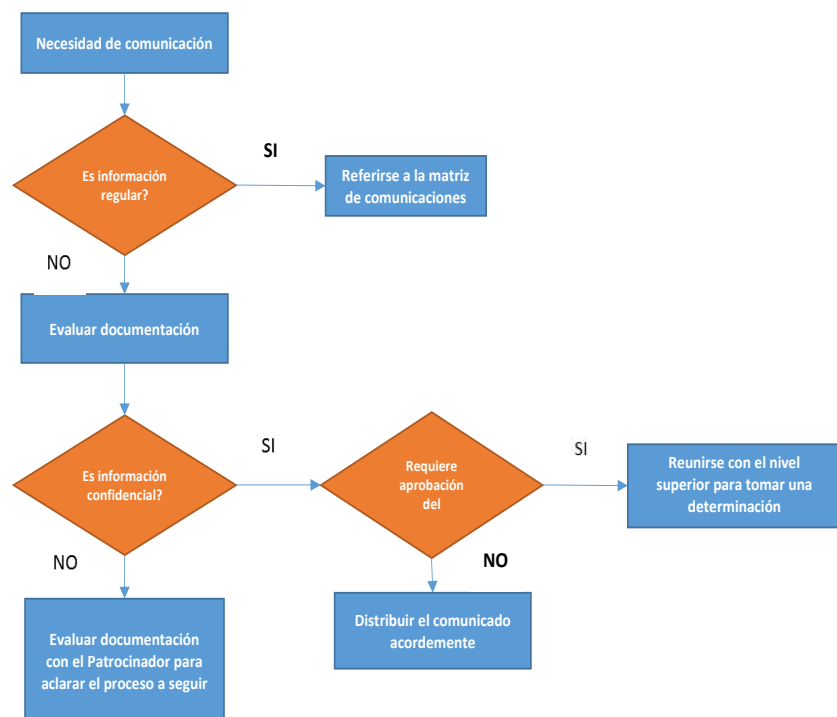 Necesidad de comunicación
SI
Es información
regular?
Referirse a la matriz
de comunicaciones
NO
Evaluar documentación
SI
Es información
confidencial?
Requiere
aprobación
del
SI
Reunirse con el nivel
superior para tomar una
determinación
NO
NO
Evaluar documentación
con el Patrocinador para
aclarar el proceso a seguir
Distribuir el comunicado
acordemente